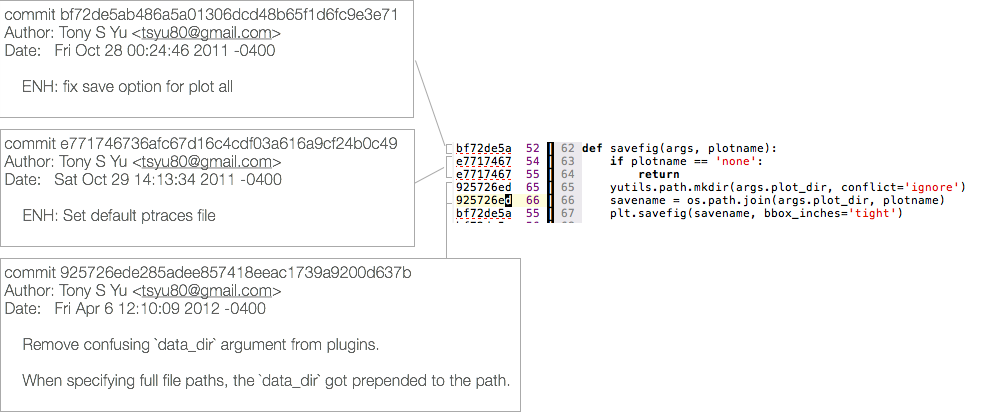 commit bf72de5ab486a5a01306dcd48b65f1d6fc9e3e71
Author: Tony S Yu <tsyu80@gmail.com>
Date: Fri Oct 28 00:24:46 2011 -0400
ENH: fix save option for plot all
commit e771746736afc67d16c4cdf03a616a9cf24b0c49
Author: Tony S Yu <tsyu80@gmail.com>
Date: Sat Oct 29 14:13:34 2011 -0400
ENH: Set default ptraces file
commit 925726ede285adee857418eeac1739a9200d637b
Author: Tony S Yu <tsyu80@gmail.com>
Date: Fri Apr 6 12:10:09 2012 -0400
Remove confusing `data_dir` argument from plugins.
When specifying full file paths, the `data_dir` got prepended to the path.
bf72de5a 52 62 def savefig(args, plotname):
e7717467 54 63 if plotname == 'none':
e7717467 55 64 return
925726ed 65 65 yutils.path.mkdir(args.plot_dir, conflict='ignore')
925726ed 66 66 savename = os.path.join(args.plot_dir, plotname)
bf72de5a 55 67 plt.savefig(savename, bbox_inches='tight')